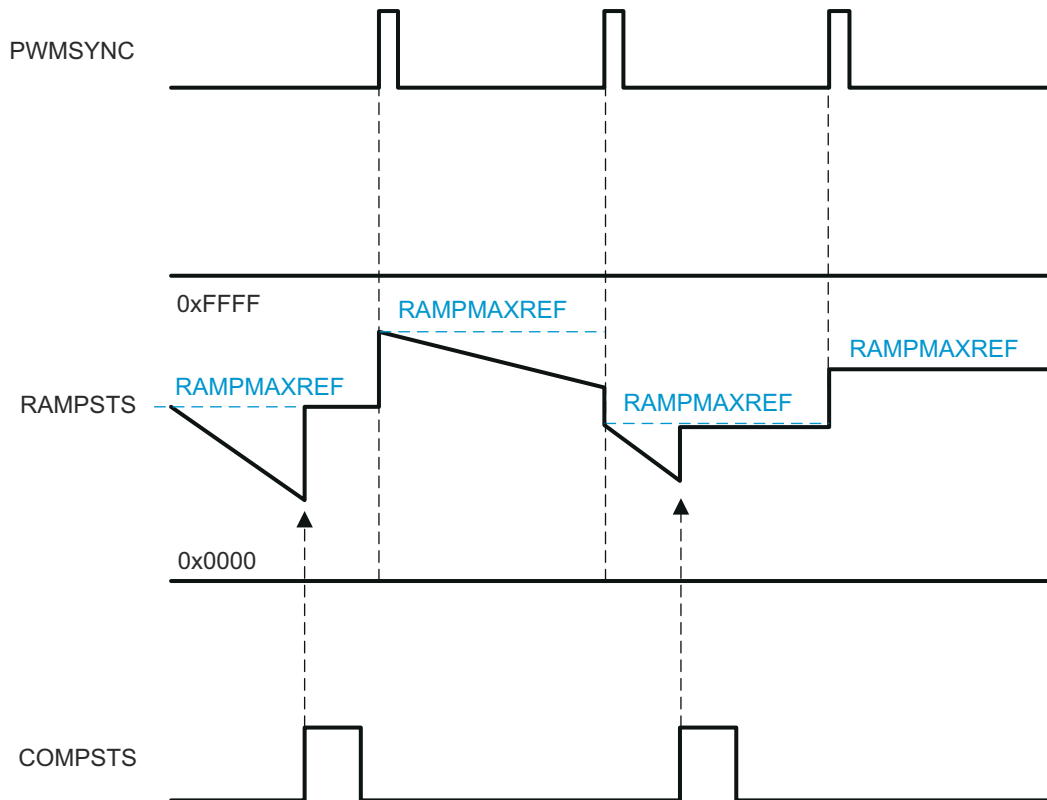 PWMSYNC
0xFFFF
RAMPMAXREF
RAMPMAXREF
RAMPMAXREF
RAMPSTS
RAMPMAXREF
0x0000
COMPSTS